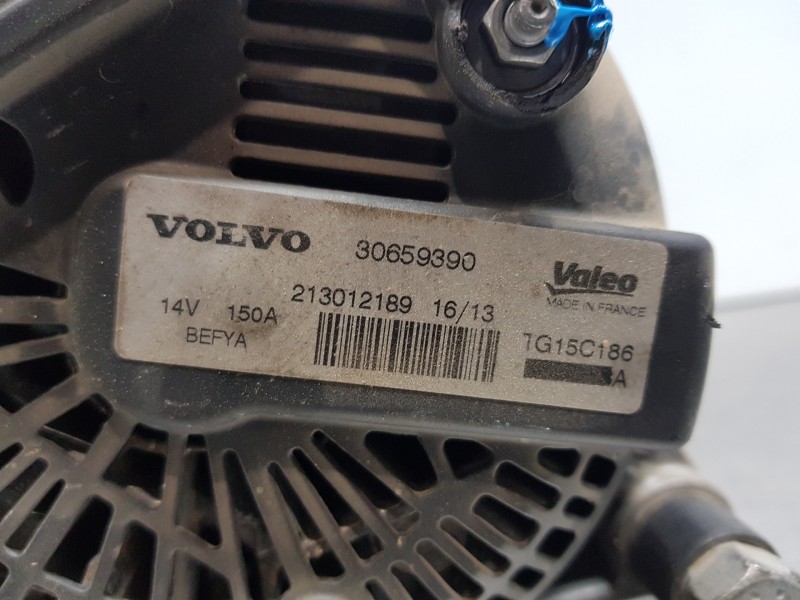 VOLVO 30659390
Valeo
MADE IN FRANCE
213012189 16/13
14V 150A
BEFYA
TG15C186
A